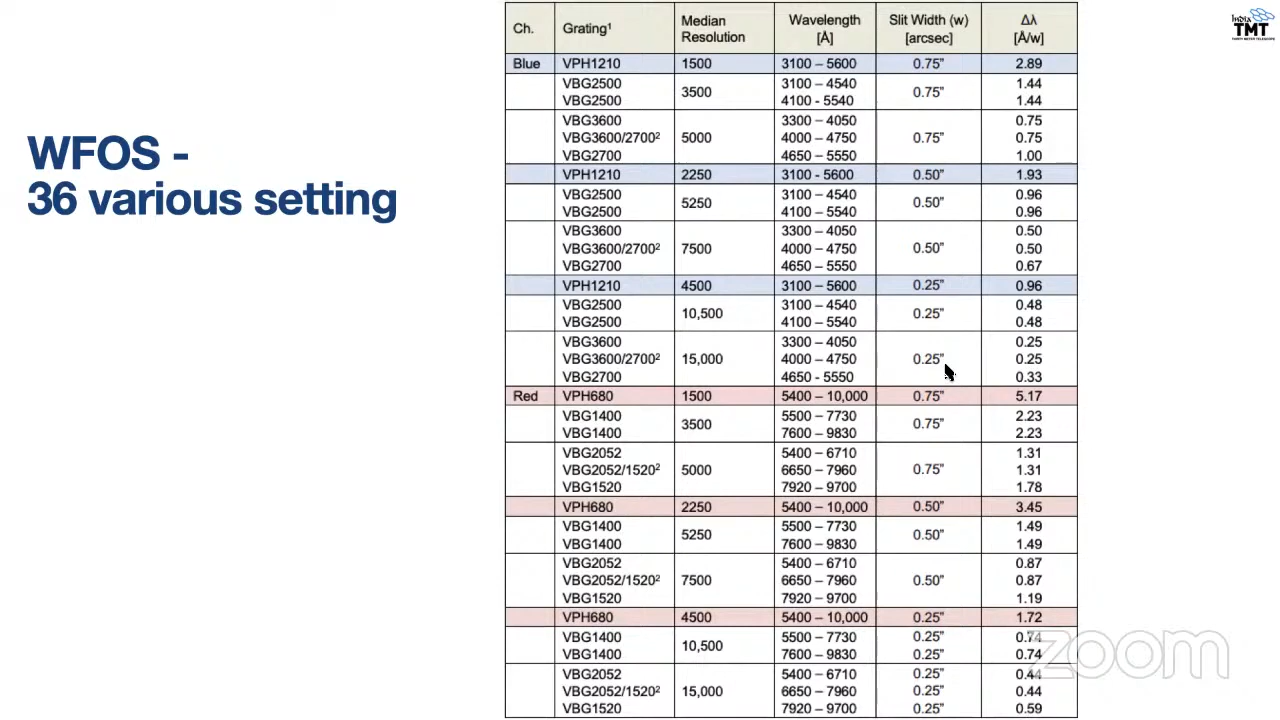 India
TMT
THIRTY METER TELESCOPE
WFOS -
36 various setting
Ch. Grating¹ Median Resolution Wavelength [Å] Slit Width (w) [arcsec] Δλ [Å/w]
Blue VPH1210 1500 3100 – 5600 0.75” 2.89
VBG2500 3500 3100 – 4540 0.75” 1.44
VBG2500 4100 - 5540 1.44
VBG3600 3300 – 4050 0.75
VBG3600/2700² 5000 4000 – 4750 0.75” 0.75
VBG2700 4650 – 5550 1.00
VPH1210 2250 3100 - 5600 0.50” 1.93
VBG2500 5250 3100 – 4540 0.50” 0.96
VBG2500 4100 – 5540 0.96
VBG3600 3300 – 4050 0.50
VBG3600/2700² 7500 4000 – 4750 0.50” 0.50
VBG2700 4650 – 5550 0.67
VPH1210 4500 3100 – 5600 0.25” 0.96
VBG2500 10,500 3100 – 4540 0.25” 0.48
VBG2500 4100 – 5540 0.48
VBG3600 3300 – 4050 0.25
VBG3600/2700² 15,000 4000 – 4750 0.25” 0.25
VBG2700 4650 - 5550 0.33
Red VPH680 1500 5400 – 10,000 0.75” 5.17
VBG1400 3500 5500 – 7730 0.75” 2.23
VBG1400 7600 – 9830 2.23
VBG2052 5400 – 6710 1.31
VBG2052/1520² 5000 6650 – 7960 0.75” 1.31
VBG1520 7920 – 9700 1.78
VPH680 2250 5400 – 10,000 0.50” 3.45
VBG1400 5250 5500 – 7730 0.50” 1.49
VBG1400 7600 – 9830 1.49
VBG2052 5400 – 6710 0.87
VBG2052/1520² 7500 6650 – 7960 0.50” 0.87
VBG1520 7920 – 9700 1.19
VPH680 4500 5400 – 10,000 0.25” 1.72
VBG1400 10,500 5500 – 7730 0.25” 0.74
VBG1400 7600 – 9830 0.25” 0.74
VBG2052 5400 – 6710 0.25” 0.44
VBG2052/1520² 15,000 6650 – 7960 0.25” 0.44
VBG1520 7920 – 9700 0.25” 0.59
zoom